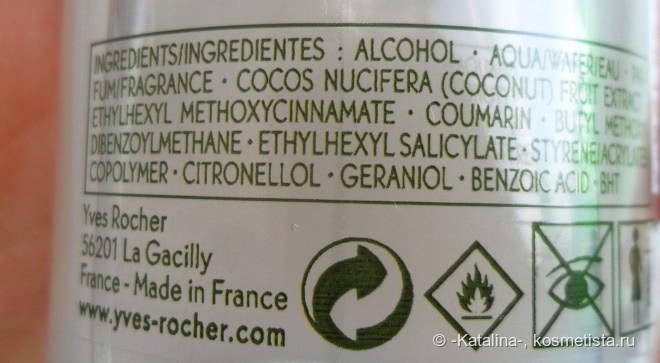 INGREDIENTS/INGREDIENTES : ALCOHOL · AQUA/WATER/EAU ·
FUM/FRAGRANCE · COCOS NUCIFERA (COCONUT) FRUIT EXTRACT
ETHYLHEXYL METHOXYCINNAMATE · COUMARIN · BUTYL METHOXY
DIBENZOYLMETHANE · ETHYLHEXYL SALICYLATE · STYRENE/ACRYLATES
COPOLYMER · CITRONELLOL · GERANIOL · BENZOIC ACID · BHT
Yves Rocher
56201 La Gacilly
France - Made in France
www.yves-rocher.com
© -Katalina-, kosmetista.ru